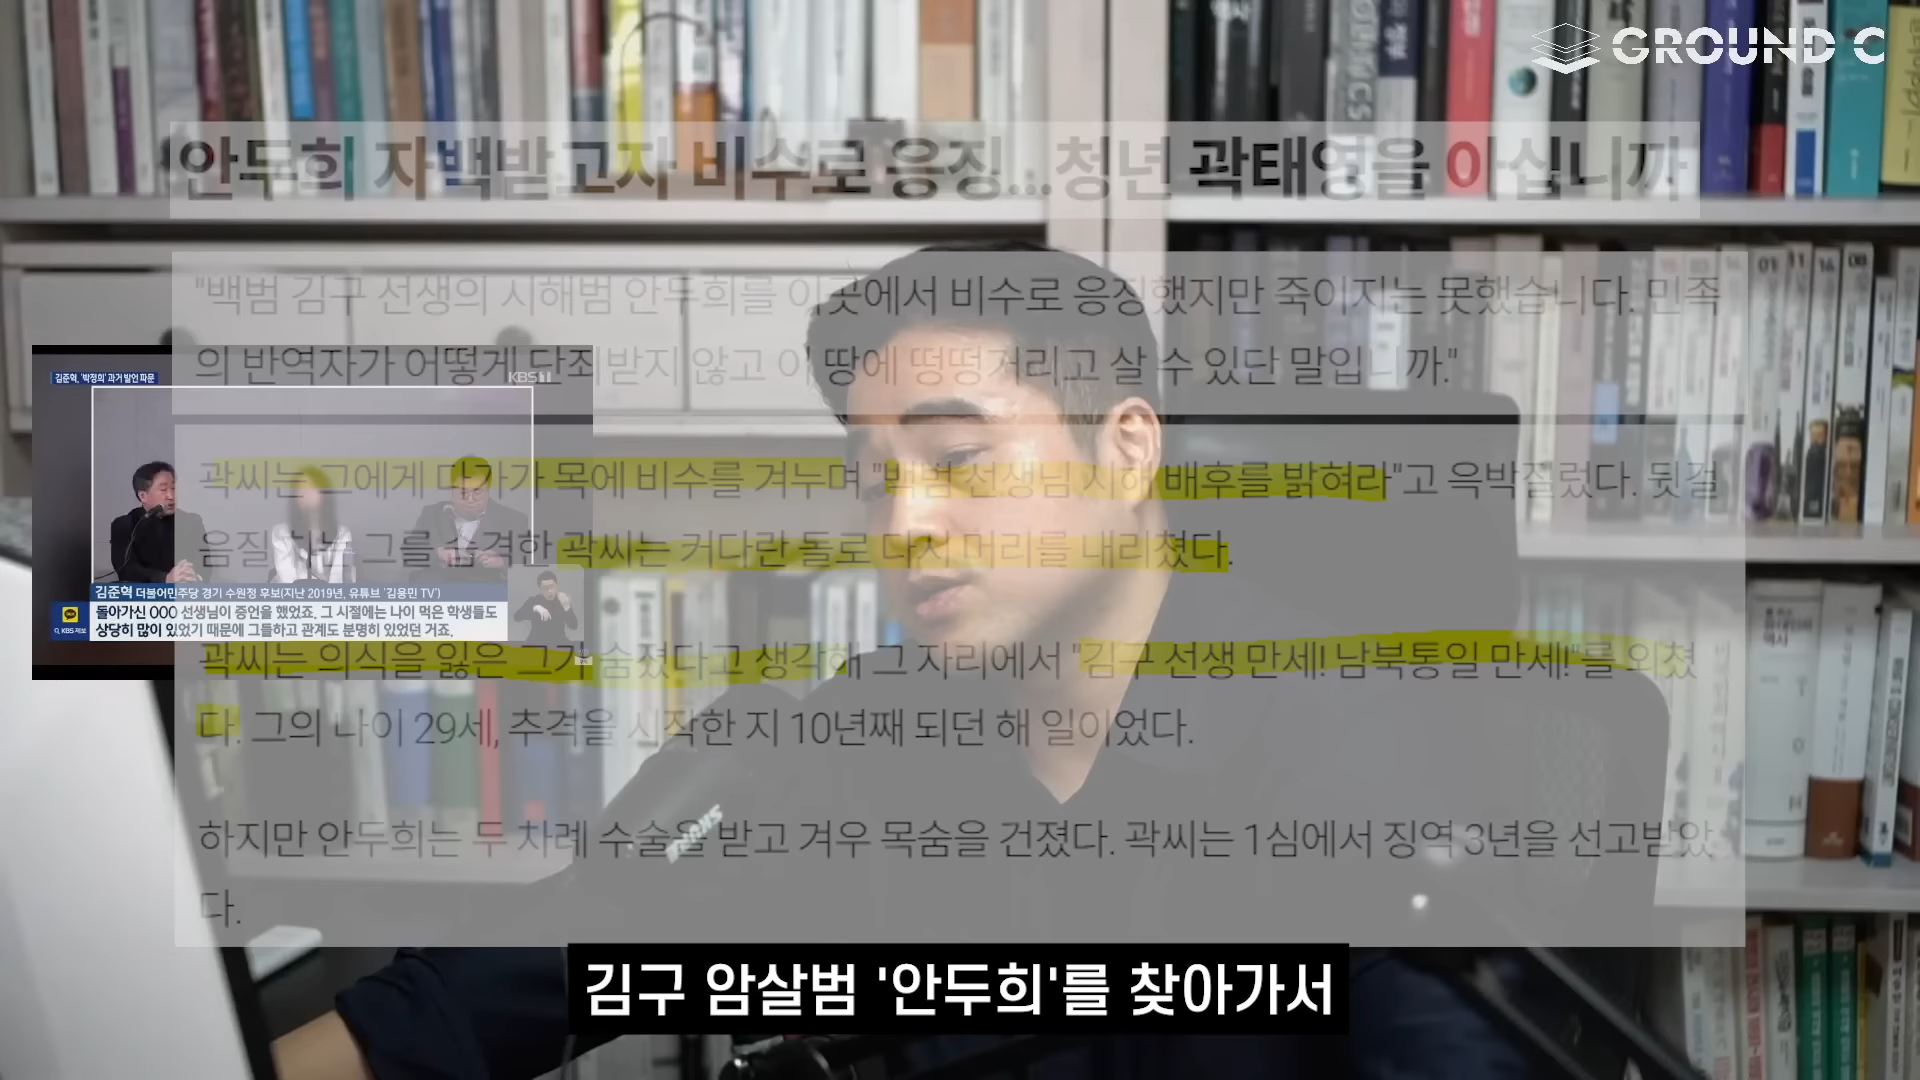 GROUND C
안두희 자백받고자 비수로 응징...청년 곽태영을 아십니까
"백범 김구 선생의 시해범 안두희를 이곳에서 비수로 응징했지만 죽이지는 못했습니다. 민족
의 반역자가 어떻게 단죄받지 않고 이 땅에 떵떵거리고 살 수 있단 말입니까."
김준혁, '박정희' 과거 발언 파문
KBS 1
곽씨는 그에게 다가가 목에 비수를 겨누며 "백범 선생님 시해 배후를 밝혀라"고 윽박질렀다. 뒷걸
음질 하는 그를 습격한 곽씨는 커다란 돌로 다시 머리를 내리쳤다.
김준혁 더불어민주당 경기 수원정 후보(지난 2019년, 유튜브 '김용민 TV')
돌아가신 OOO 선생님이 증언을 했었죠. 그 시절에는 나이 먹은 학생들도
상당히 많이 있었기 때문에 그들하고 관계도 분명히 있었던 거죠.
KBS 제보
곽씨는 의식을 잃은 그가 숨졌다고 생각해 그 자리에서 "김구 선생 만세! 남북통일 만세!"를 외쳤
다. 그의 나이 29세, 추격을 시작한 지 10년째 되던 해 일이었다.
하지만 안두희는 두 차례 수술을 받고 겨우 목숨을 건졌다. 곽씨는 1심에서 징역 3년을 선고받았
다.
김구 암살범 '안두희'를 찾아가서